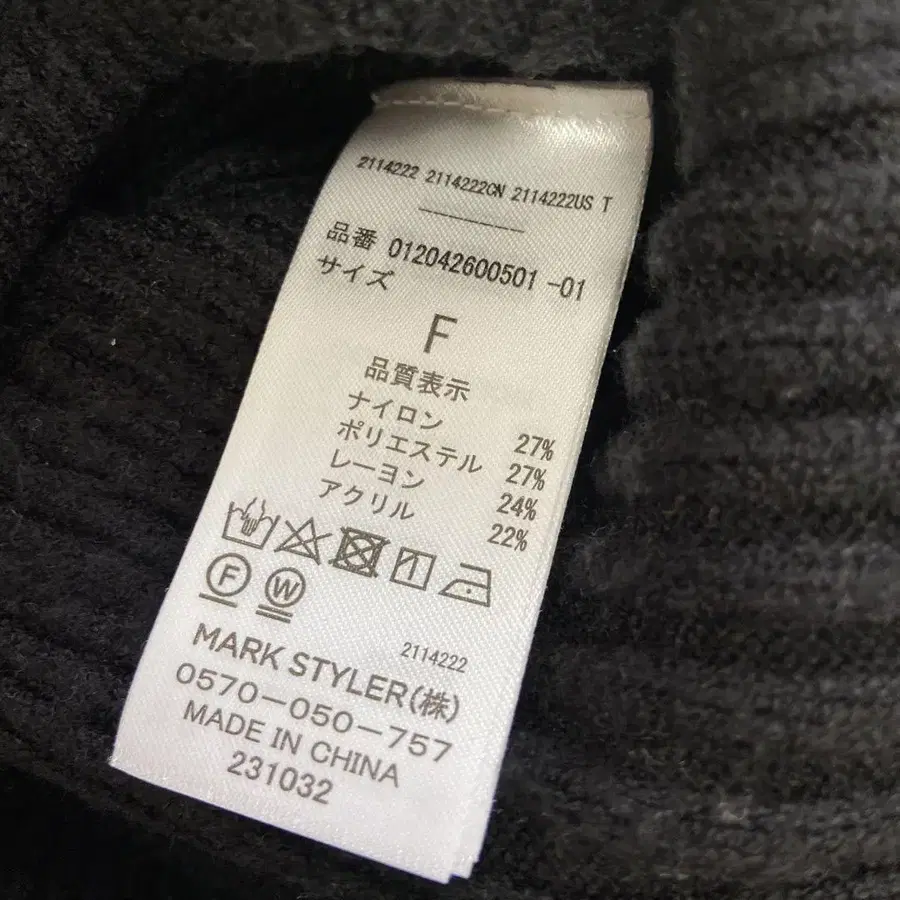 2114222 2114222CN 2114222US T
品番 012042600501 -01
サイズ
F
品質表示
ナイロン 27%
ポリエステル 27%
レーヨン 24%
アクリル 22%
F W
2114222
MARK STYLER(株)
0570-050-757
MADE IN CHINA
231032